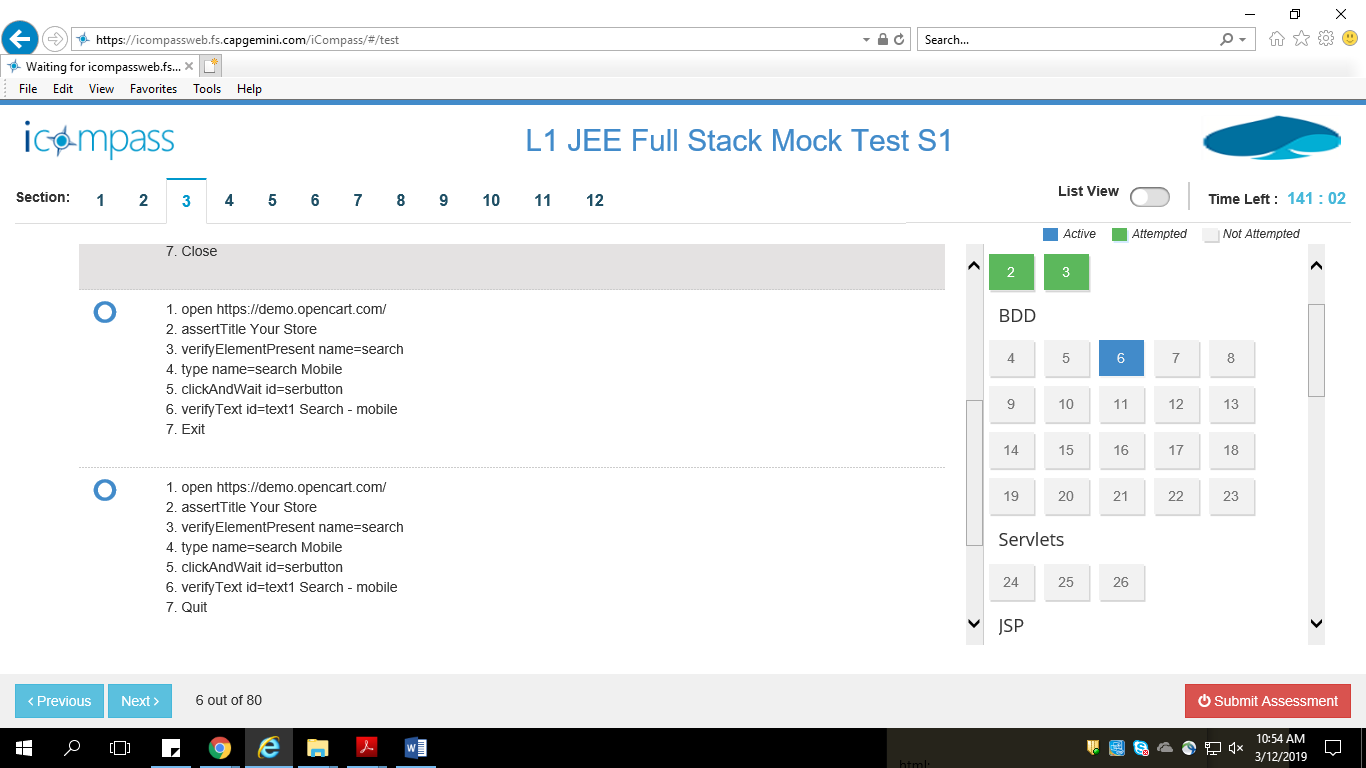 https://icompassweb.fs.capgemini.com/iCompass/#/test
Search...
Waiting for icompassweb.fs...
File Edit View Favorites Tools Help
icompass
L1 JEE Full Stack Mock Test S1
Section: 1 2 3 4 5 6 7 8 9 10 11 12
List View
Time Left : 141 : 02
Active Attempted Not Attempted
7. Close
1. open https://demo.opencart.com/
2. assertTitle Your Store
3. verifyElementPresent name=search
4. type name=search Mobile
5. clickAndWait id=serbutton
6. verifyText id=text1 Search - mobile
7. Exit
1. open https://demo.opencart.com/
2. assertTitle Your Store
3. verifyElementPresent name=search
4. type name=search Mobile
5. clickAndWait id=serbutton
6. verifyText id=text1 Search - mobile
7. Quit
2 3
BDD
4 5 6 7 8
9 10 11 12 13
14 15 16 17 18
19 20 21 22 23
Servlets
24 25 26
JSP
Previous
Next
6 out of 80
Submit Assessment
html:
10:54 AM
3/12/2019